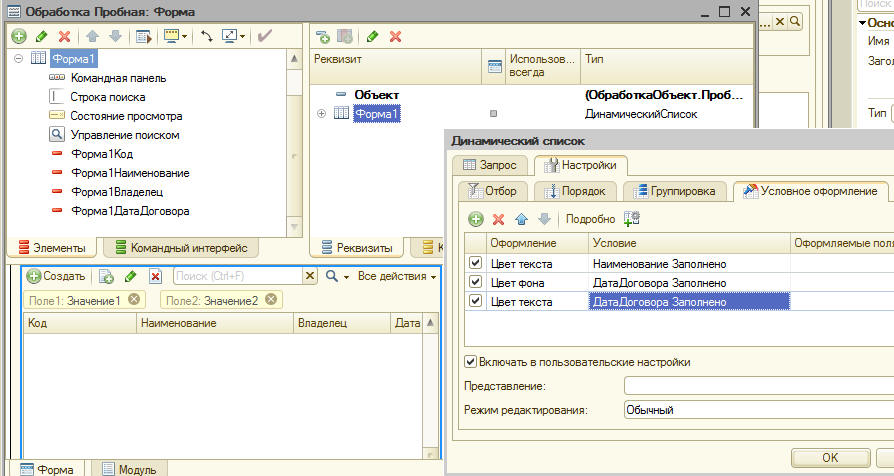 Обработка Пробная: Форма
Форма1
Командная панель
Строка поиска
Состояние просмотра
Управление поиском
Форма1Код
Форма1Наименование
Форма1Владелец
Форма1ДатаДоговора
Элементы
Командный интерфейс
Реквизит
Использов... всегда
Тип
Объект
(ОбработкаОбъект.Проб...
Форма1
ДинамическийСписок
Реквизиты
К
Поиск
Осно
Имя
Заго
Тип
Динамический список
Запрос
Настройки
Отбор
Порядок
Группировка
Условное оформление
Подробно
Оформление
Условие
Оформляемые поля
Цвет текста
Наименование Заполнено
Цвет фона
ДатаДоговора Заполнено
Цвет текста
ДатаДоговора Заполнено
Включать в пользовательские настройки
Представление:
Режим редактирования:
Обычный
OK
Создать
Поиск (Ctrl+F)
Все действия
Поле1: Значение1
Поле2: Значение2
Код
Наименование
Владелец
Дата
Форма
Модуль